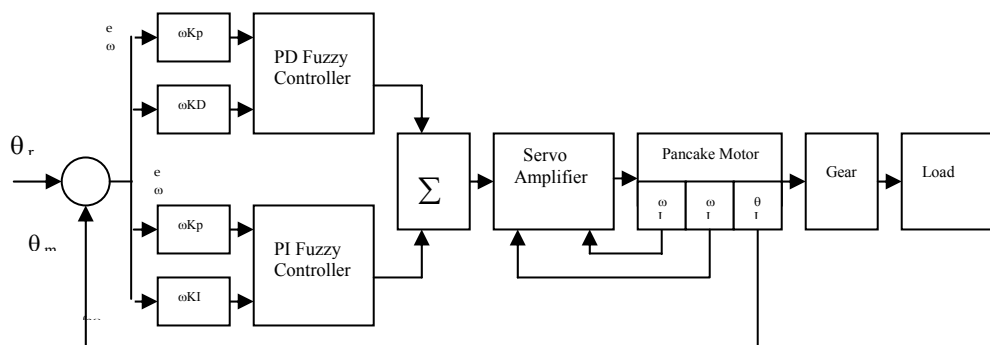 e
ω
ωKp
PD Fuzzy
Controller
ωKD
θr
Servo
Amplifier
Pancake Motor
Gear
Load
Σ
e
ω
ω
ω
θ
ωKp
θm
PI Fuzzy
Controller
ωKI